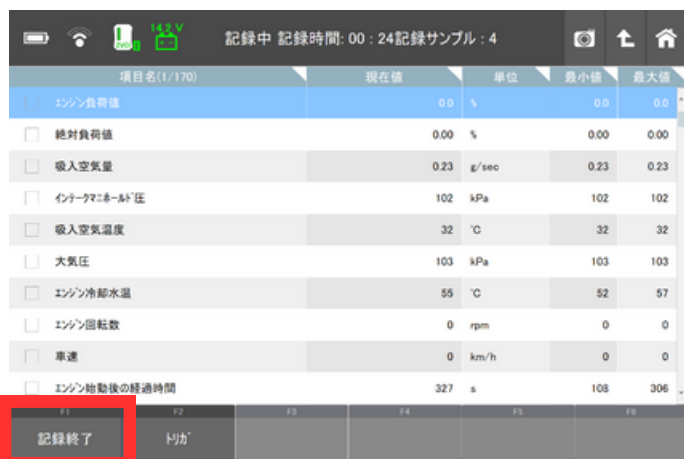 14.2 V
記録中 記録時間: 00 : 24記録サンプル : 4
項目名(1/170) 現在値 単位 最小値 最大値
ｴﾝｼﾞﾝ負荷値 0.0 % 0.0 0.0
絶対負荷値 0.00 % 0.00 0.00
吸入空気量 0.23 g/sec 0.23 0.23
ｲﾝﾃｰｸﾏﾆﾎｰﾙﾄﾞ圧 102 kPa 102 102
吸入空気温度 32 ℃ 32 32
大気圧 103 kPa 103 103
ｴﾝｼﾞﾝ冷却水温 55 ℃ 52 57
ｴﾝｼﾞﾝ回転数 0 rpm 0 0
車速 0 km/h 0 0
ｴﾝｼﾞﾝ始動後の経過時間 327 s 108 306
F1 F2 F3 F4 F5 F6
記録終了 ﾄﾘｶﾞ